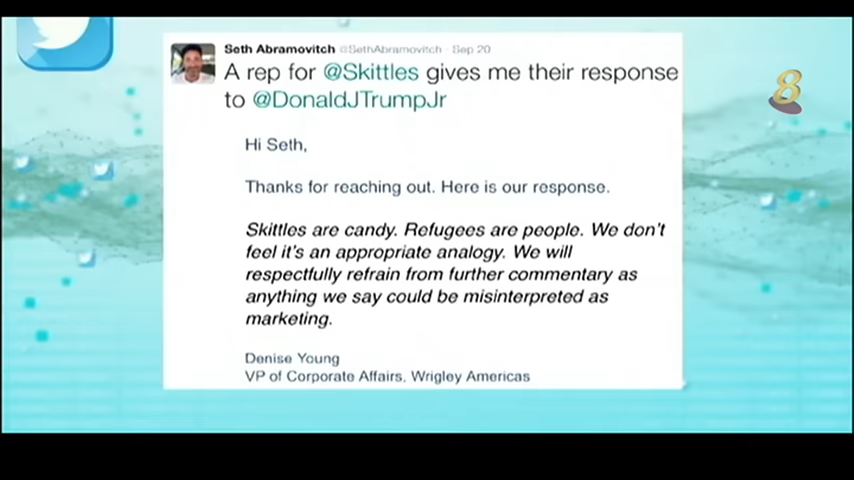 Seth Abramovitch @SethAbramovitch · Sep 20
A rep for @Skittles gives me their response
to @DonaldJTrumpJr
8
Hi Seth,
Thanks for reaching out. Here is our response.
Skittles are candy. Refugees are people. We don't
feel it's an appropriate analogy. We will
respectfully refrain from further commentary as
anything we say could be misinterpreted as
marketing.
Denise Young
VP of Corporate Affairs, Wrigley Americas